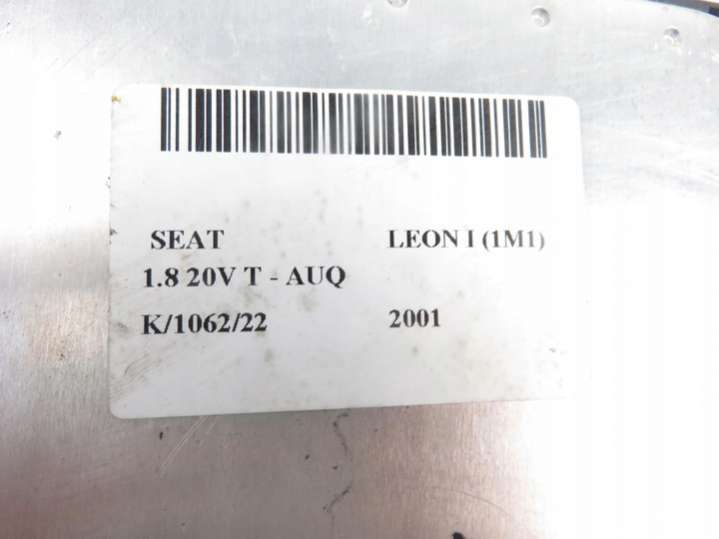 SEAT LEON I (1M1)
1.8 20V T - AUQ
K/1062/22 2001